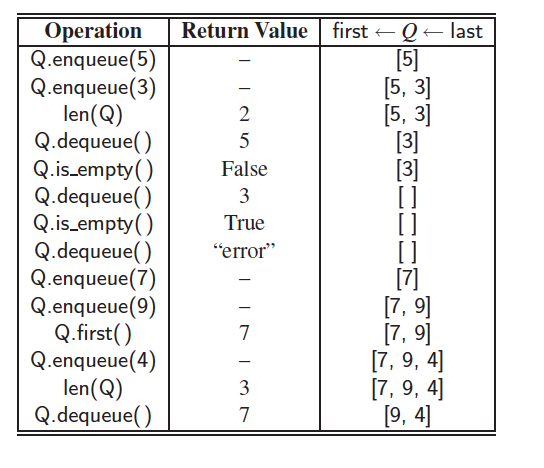 Operation Return Value first ← Q ← last
Q.enqueue(5) – [5]
Q.enqueue(3) – [5, 3]
len(Q) 2 [5, 3]
Q.dequeue( ) 5 [3]
Q.is_empty( ) False [3]
Q.dequeue( ) 3 [ ]
Q.is_empty( ) True [ ]
Q.dequeue( ) “error” [ ]
Q.enqueue(7) – [7]
Q.enqueue(9) – [7, 9]
Q.first( ) 7 [7, 9]
Q.enqueue(4) – [7, 9, 4]
len(Q) 3 [7, 9, 4]
Q.dequeue( ) 7 [9, 4]